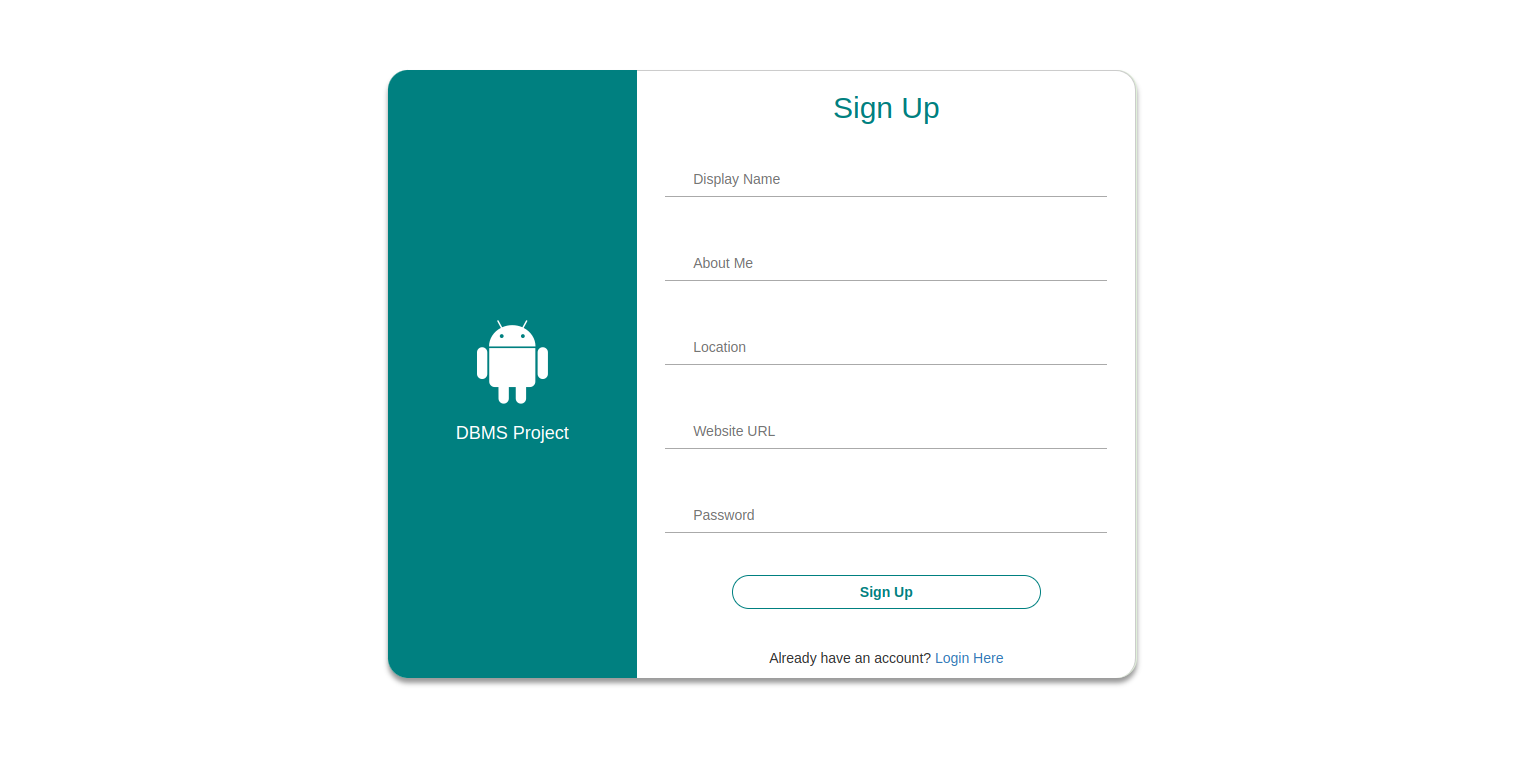 Sign Up
Display Name
About Me
Location
Website URL
Password
Sign Up
Already have an account? Login Here
DBMS Project